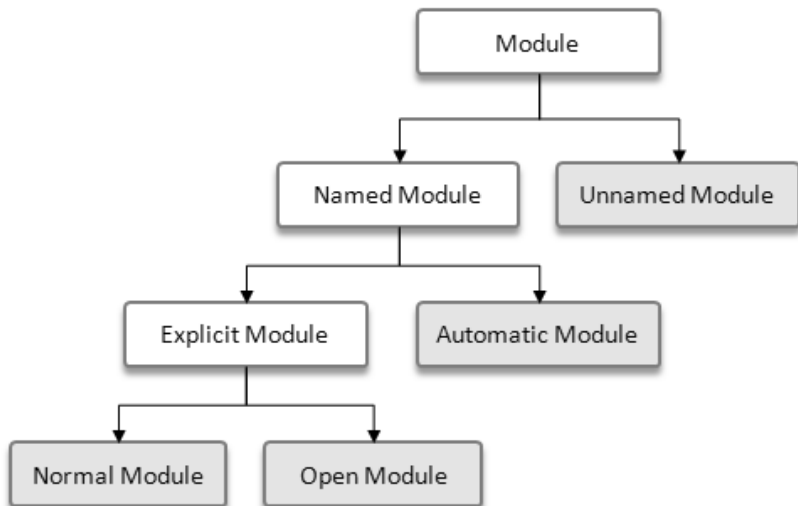 Module
Named Module
Unnamed Module
Explicit Module
Automatic Module
Normal Module
Open Module